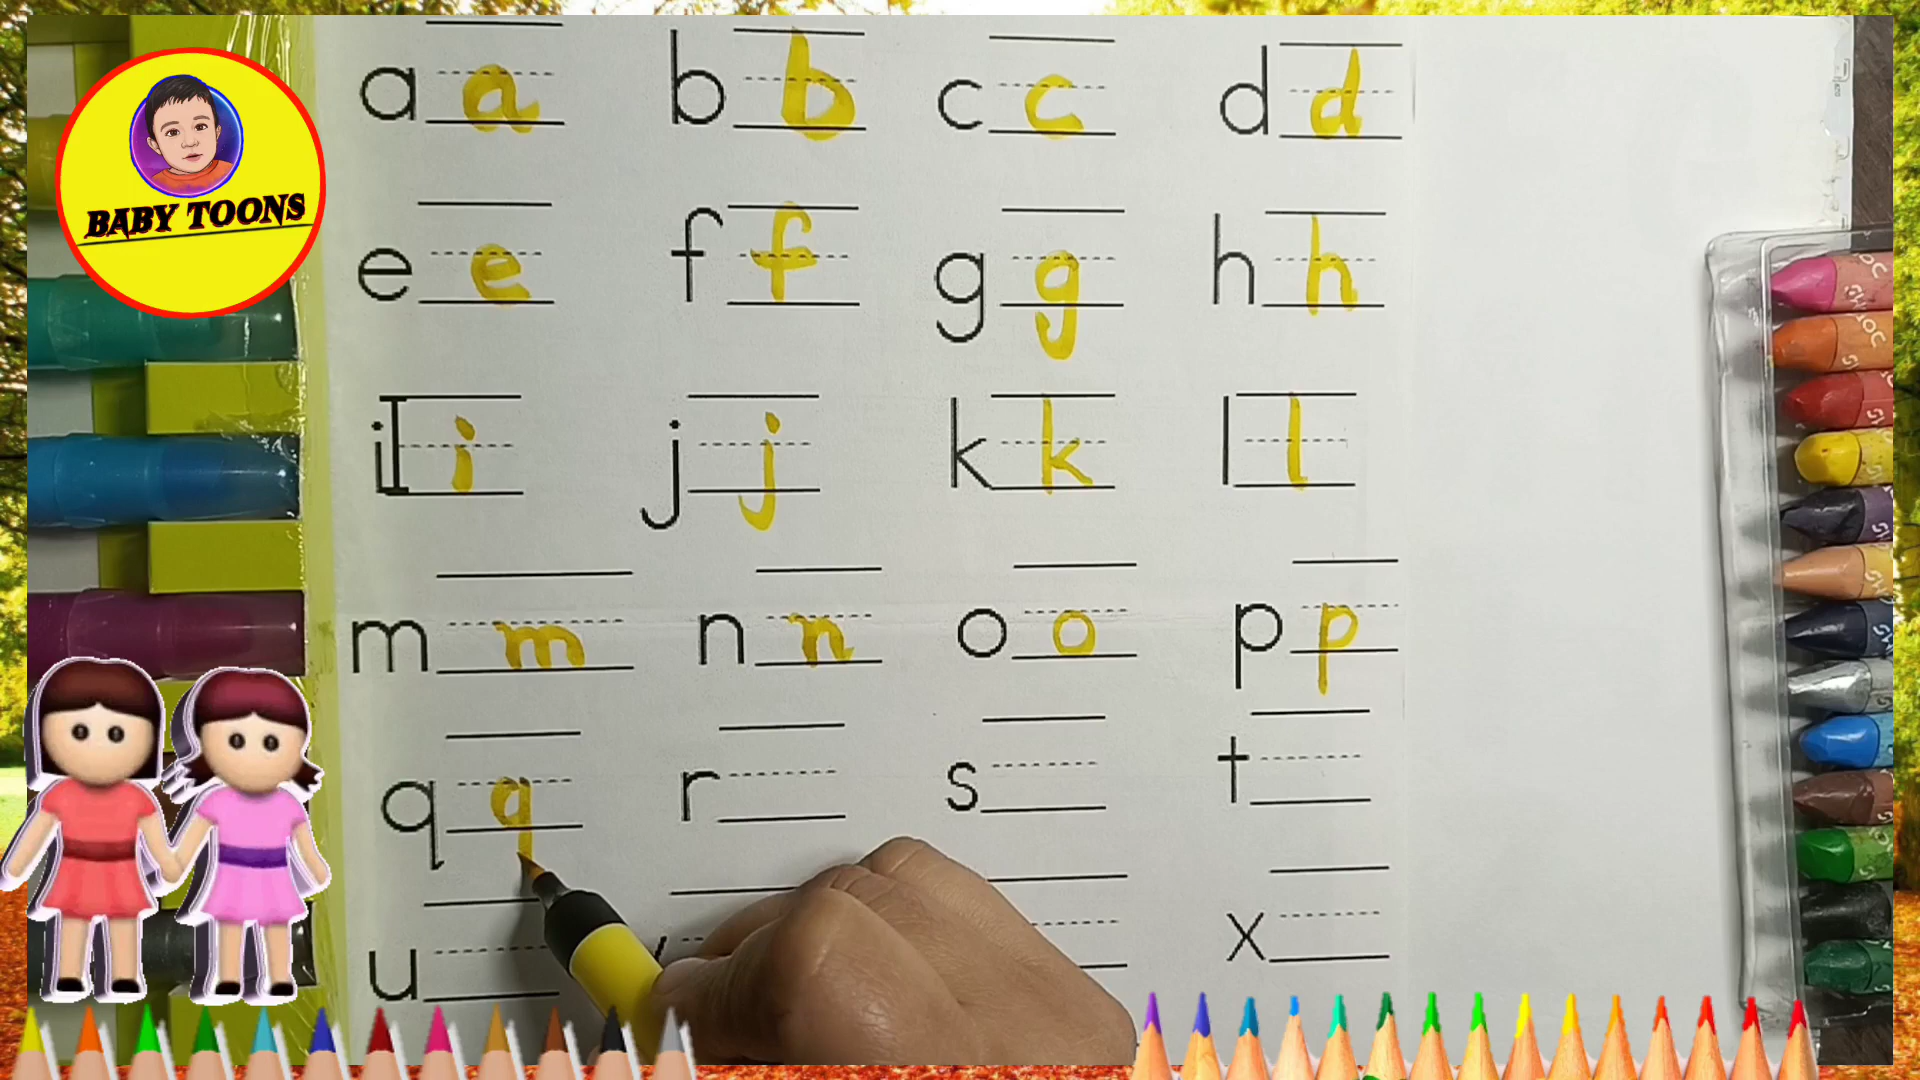 BABY TOONS
a a b b c c d d
e e f f g g h h
i i j j k k l l
m m n n o o p p
q q r s t
u x